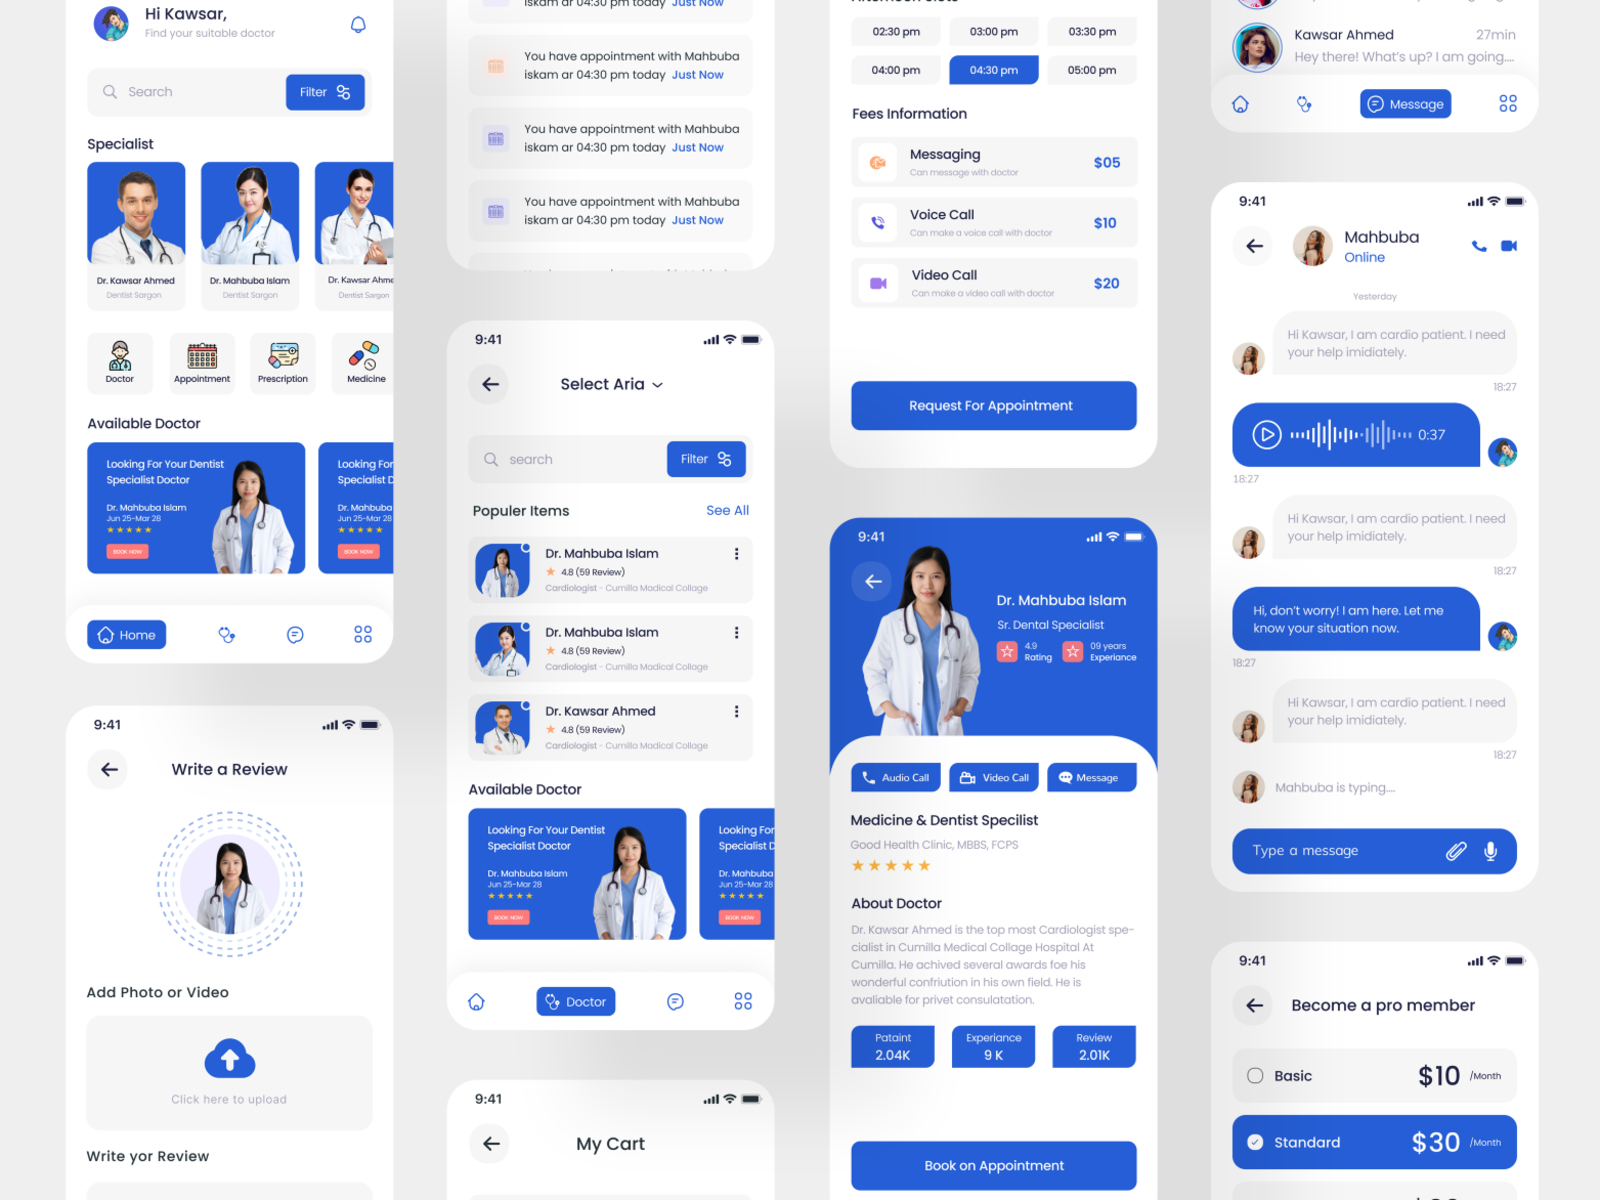 Hi Kawsar,
Find your suitable doctor
Search
Filter
Specialist
Dr. Kawsar Ahmed
Dentist Sargon
Dr. Mahbuba Islam
Dentist Sargon
Dr. Kawsar Ahme
Dentist Sargon
Doctor
Appointment
Prescription
Medicine
Available Doctor
Looking For Your Dentist
Specialist Doctor
Dr. Mahbuba Islam
Jun 25-Mar 28
BOOK NOW
Looking For
Specialist D
Dr. Mahbuba
Jun 25-Mar 28
BOOK NOW
Home
9:41
Write a Review
Add Photo or Video
Click here to upload
Write yor Review
iskam ar 04:30 pm today Just Now
You have appointment with Mahbuba
iskam ar 04:30 pm today Just Now
You have appointment with Mahbuba
iskam ar 04:30 pm today Just Now
You have appointment with Mahbuba
iskam ar 04:30 pm today Just Now
9:41
Select Aria
search
Filter
Populer Items
See All
Dr. Mahbuba Islam
4.8 (59 Review)
Cardiologist - Cumilla Madical Collage
Dr. Mahbuba Islam
4.8 (59 Review)
Cardiologist - Cumilla Madical Collage
Dr. Kawsar Ahmed
4.8 (59 Review)
Cardiologist - Cumilla Madical Collage
Available Doctor
Looking For Your Dentist
Specialist Doctor
Dr. Mahbuba Islam
Jun 25-Mar 28
BOOK NOW
Looking For
Specialist D
Dr. Mahbuba
Jun 25-Mar 28
BOOK NOW
Doctor
9:41
My Cart
02:30 pm
03:00 pm
03:30 pm
04:00 pm
04:30 pm
05:00 pm
Fees Information
Messaging
Can message with doctor
$05
Voice Call
Can make a voice call with doctor
$10
Video Call
Can make a video call with doctor
$20
Request For Appointment
9:41
Dr. Mahbuba Islam
Sr. Dental Specialist
4.9
Rating
09 years
Experiance
Audio Call
Video Call
Message
Medicine & Dentist Specilist
Good Health Clinic, MBBS, FCPS
About Doctor
Dr. Kawsar Ahmed is the top most Cardiologist spe-
cialist in Cumilla Medical Collage Hospital At
Cumilla. He achived several awards foe his
wonderful confriution in his own field. He is
avaliable for privet consulatation.
Pataint
2.04K
Experiance
9 K
Review
2.01K
Book on Appointment
Kawsar Ahmed
27min
Hey there! What's up? I am going....
Message
9:41
Mahbuba
Online
Yesterday
Hi Kawsar, I am cardio patient. I need
your help imidiately.
18:27
0:37
18:27
Hi Kawsar, I am cardio patient. I need
your help imidiately.
18:27
Hi, don't worry! I am here. Let me
know your situation now.
18:27
Hi Kawsar, I am cardio patient. I need
your help imidiately.
18:27
Mahbuba is typing....
Type a message
9:41
Become a pro member
Basic
$10 /Month
Standard
$30 /Month